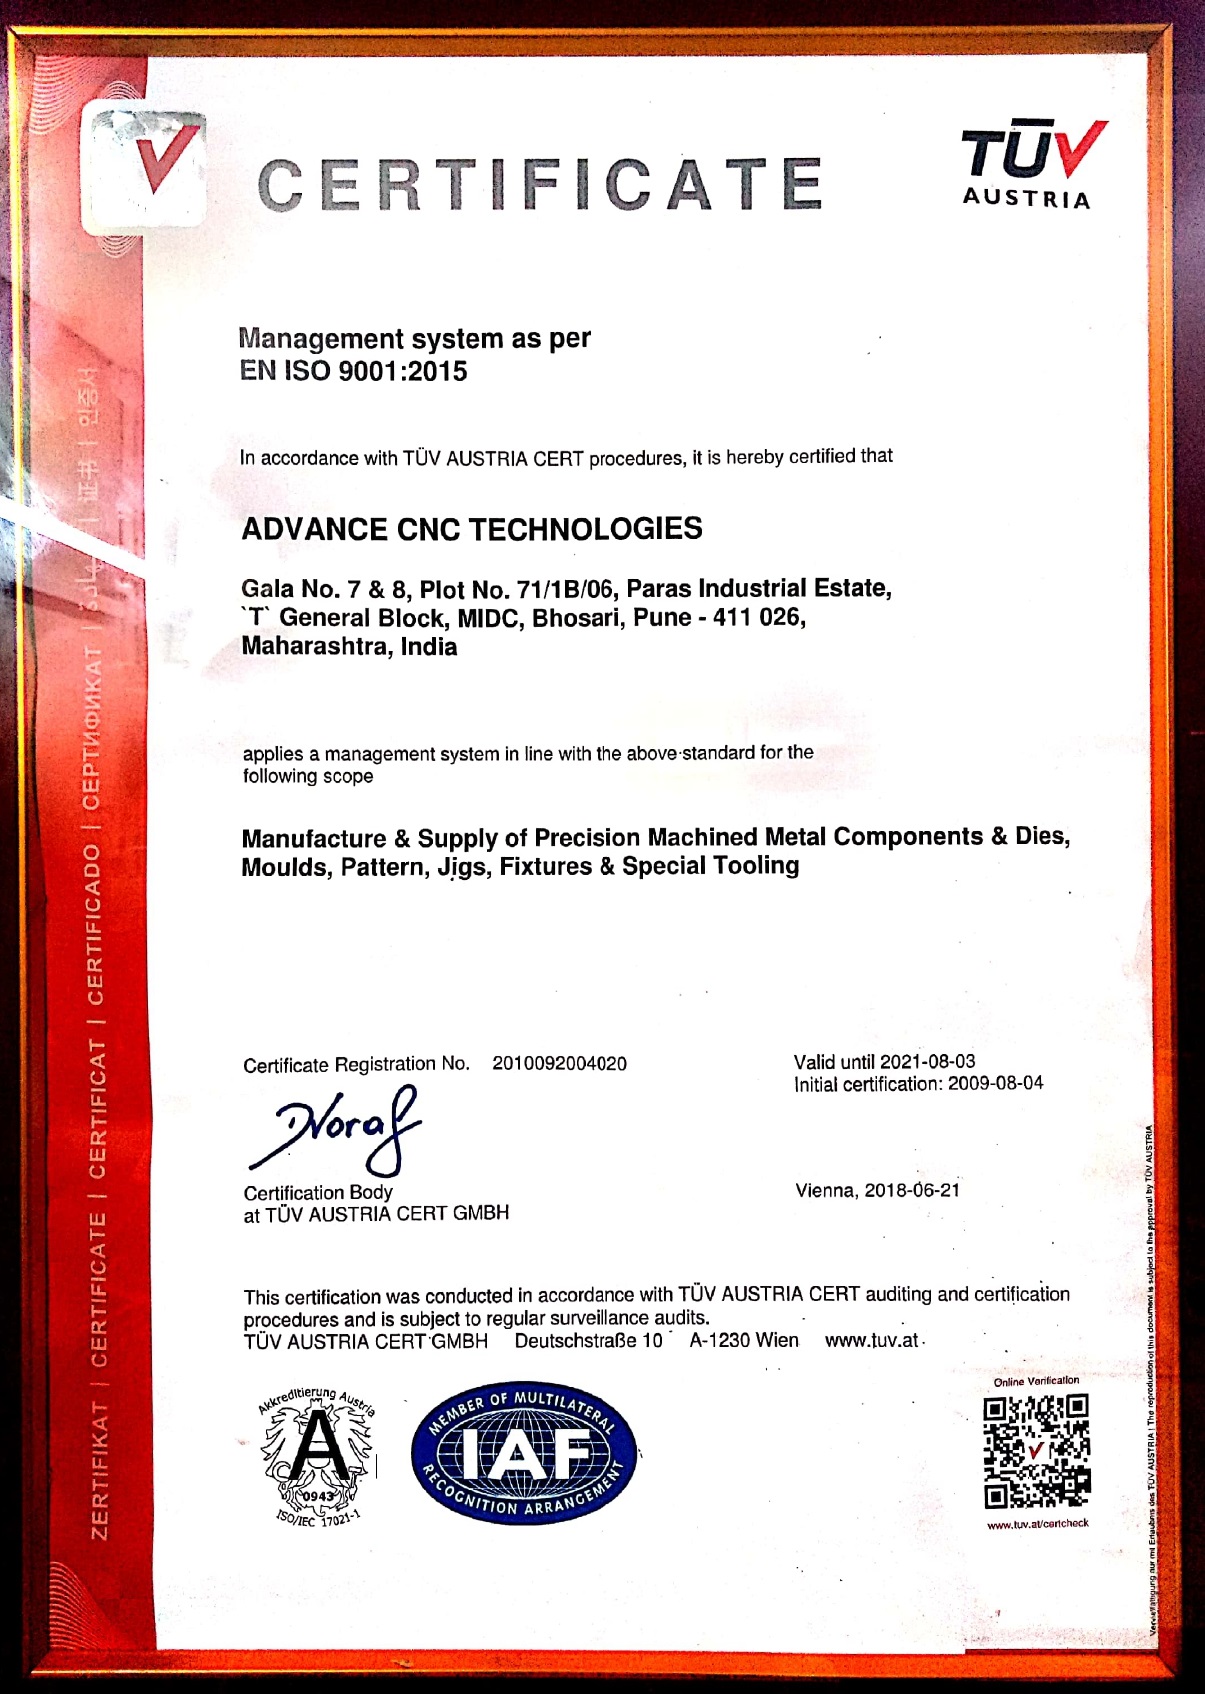 CERTIFICATE
TÜV
AUSTRIA
Management system as per
EN ISO 9001:2015
In accordance with TÜV AUSTRIA CERT procedures, it is hereby certified that
ADVANCE CNC TECHNOLOGIES
Gala No. 7 & 8, Plot No. 71/1B/06, Paras Industrial Estate,
`T` General Block, MIDC, Bhosari, Pune - 411 026,
Maharashtra, India
applies a management system in line with the above standard for the
following scope
Manufacture & Supply of Precision Machined Metal Components & Dies,
Moulds, Pattern, Jigs, Fixtures & Special Tooling
Certificate Registration No. 2010092004020
Valid until 2021-08-03
Initial certification: 2009-08-04
Certification Body
at TÜV AUSTRIA CERT GMBH
Vienna, 2018-06-21
This certification was conducted in accordance with TÜV AUSTRIA CERT auditing and certification
procedures and is subject to regular surveillance audits.
TÜV AUSTRIA CERT GMBH Deutschstraße 10 A-1230 Wien www.tuv.at
Akkreditierung Austria
A
0943
ISO/IEC 17021-1
MEMBER OF MULTILATERAL
IAF
RECOGNITION ARRANGEMENT
Online Verification
www.tuv.at/certcheck
ZERTIFIKAT | CERTIFICATE | CERTIFICAT | CERTIFICADO | СЕРТИФИКАТ | شهادة | 证书 | 인증서
Vervielfältigung nur mit Erlaubnis des TÜV AUSTRIA | The reproduction of this document is subject to the approval by TÜV AUSTRIA